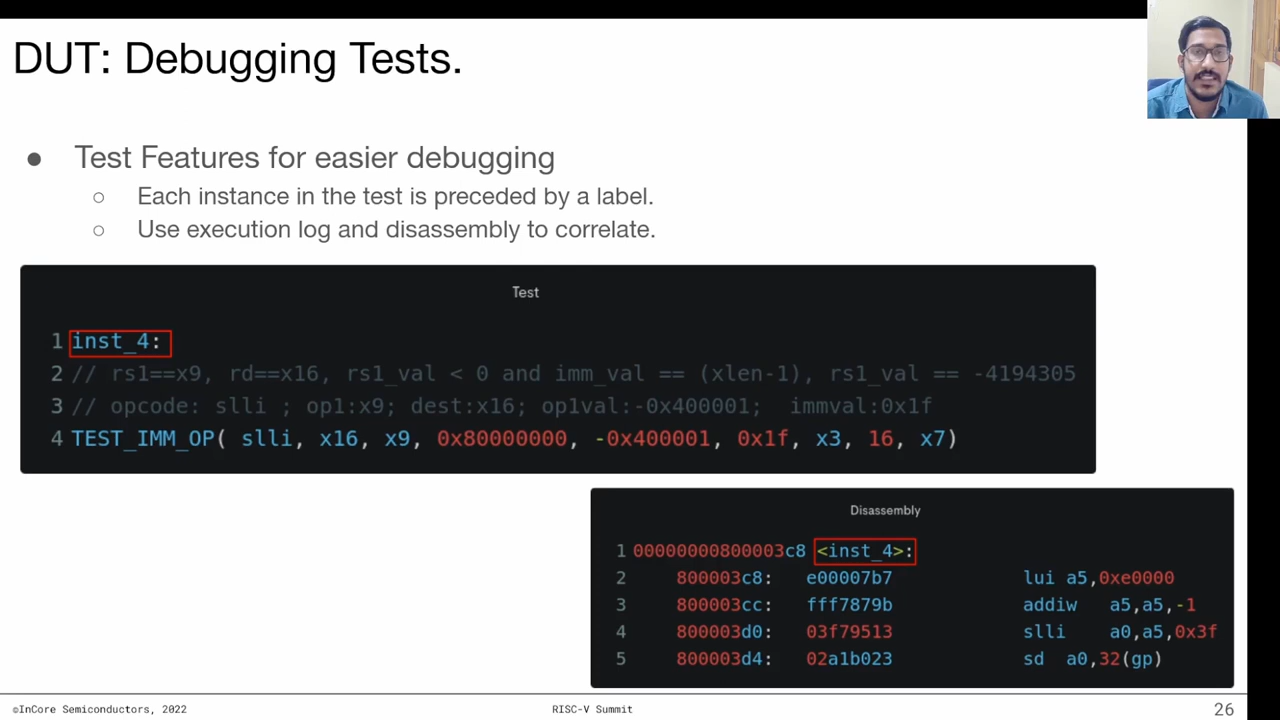 DUT: Debugging Tests.
● Test Features for easier debugging
○ Each instance in the test is preceded by a label.
○ Use execution log and disassembly to correlate.
Test
1 inst_4:
2 // rs1==x9, rd==x16, rs1_val < 0 and imm_val == (xlen-1), rs1_val == -4194305
3 // opcode: slli ; op1:x9; dest:x16; op1val:-0x400001;  immval:0x1f
4 TEST_IMM_OP( slli, x16, x9, 0x80000000, -0x400001, 0x1f, x3, 16, x7)
Disassembly
1 00000000800003c8 <inst_4>:
2 800003c8: e00007b7 lui a5,0xe0000
3 800003cc: fff7879b addiw a5,a5,-1
4 800003d0: 03f79513 slli a0,a5,0x3f
5 800003d4: 02a1b023 sd a0,32(gp)
©InCore Semiconductors, 2022 RISC-V Summit 26